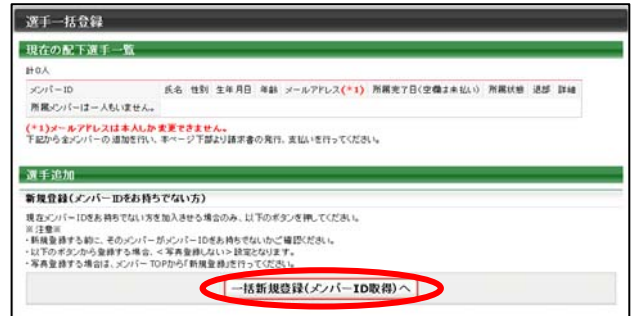 選手一括登録
現在の配下選手一覧
計0人
メンバーID 氏名 性別 生年月日 年齢 メールアドレス(*1) 所属完了日(空欄は未払い) 所属状態 退部 詳細
所属メンバーは一人もいません。
(*1)メールアドレスは本人しか変更できません。
下記から全メンバーの追加を行い、本ページ下部より請求書の発行、支払いを行ってください。
選手追加
新規登録(メンバーIDをお持ちでない方)
現在メンバーIDをお持ちでない方を加入させる場合のみ、以下のボタンを押してください。
※注意※
・新規登録する前に、そのメンバーがメンバーIDをお持ちでないかご確認ください。
・以下のボタンから登録する場合、<写真登録しない>設定となります。
・写真登録する場合は、メンバーTOPから「新規登録」を行ってください。
一括新規登録(メンバーID取得)へ